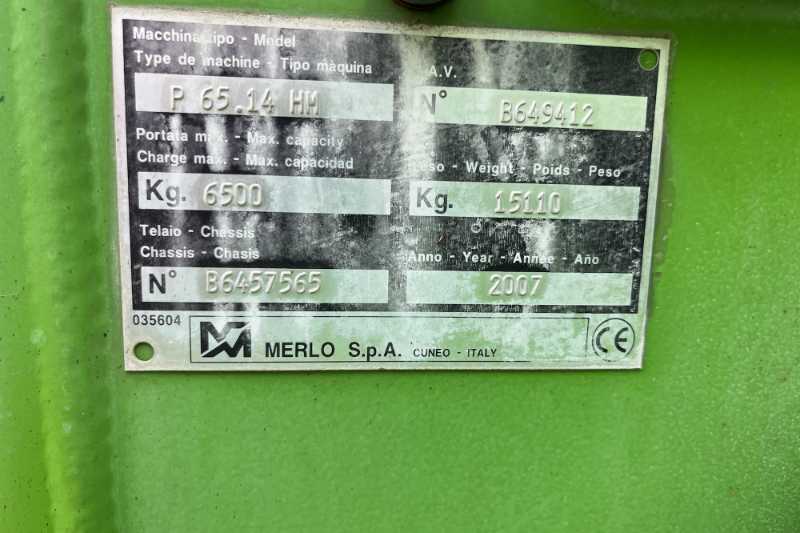 Macchina tipo - Model
Type de machine - Tipo màquina
P 65.14 HM
A.V.
N° B649412
Portata max. - Max. capacity
Charge max. - Max. capacidad
Kg. 6500
Peso - Weight - Poids - Peso
Kg. 15110
Telaio - Chassis
Chassis - Chasis
N° B6457565
Anno - Year - Année - Año
2007
035604
MERLO S.p.A. CUNEO - ITALY
CE